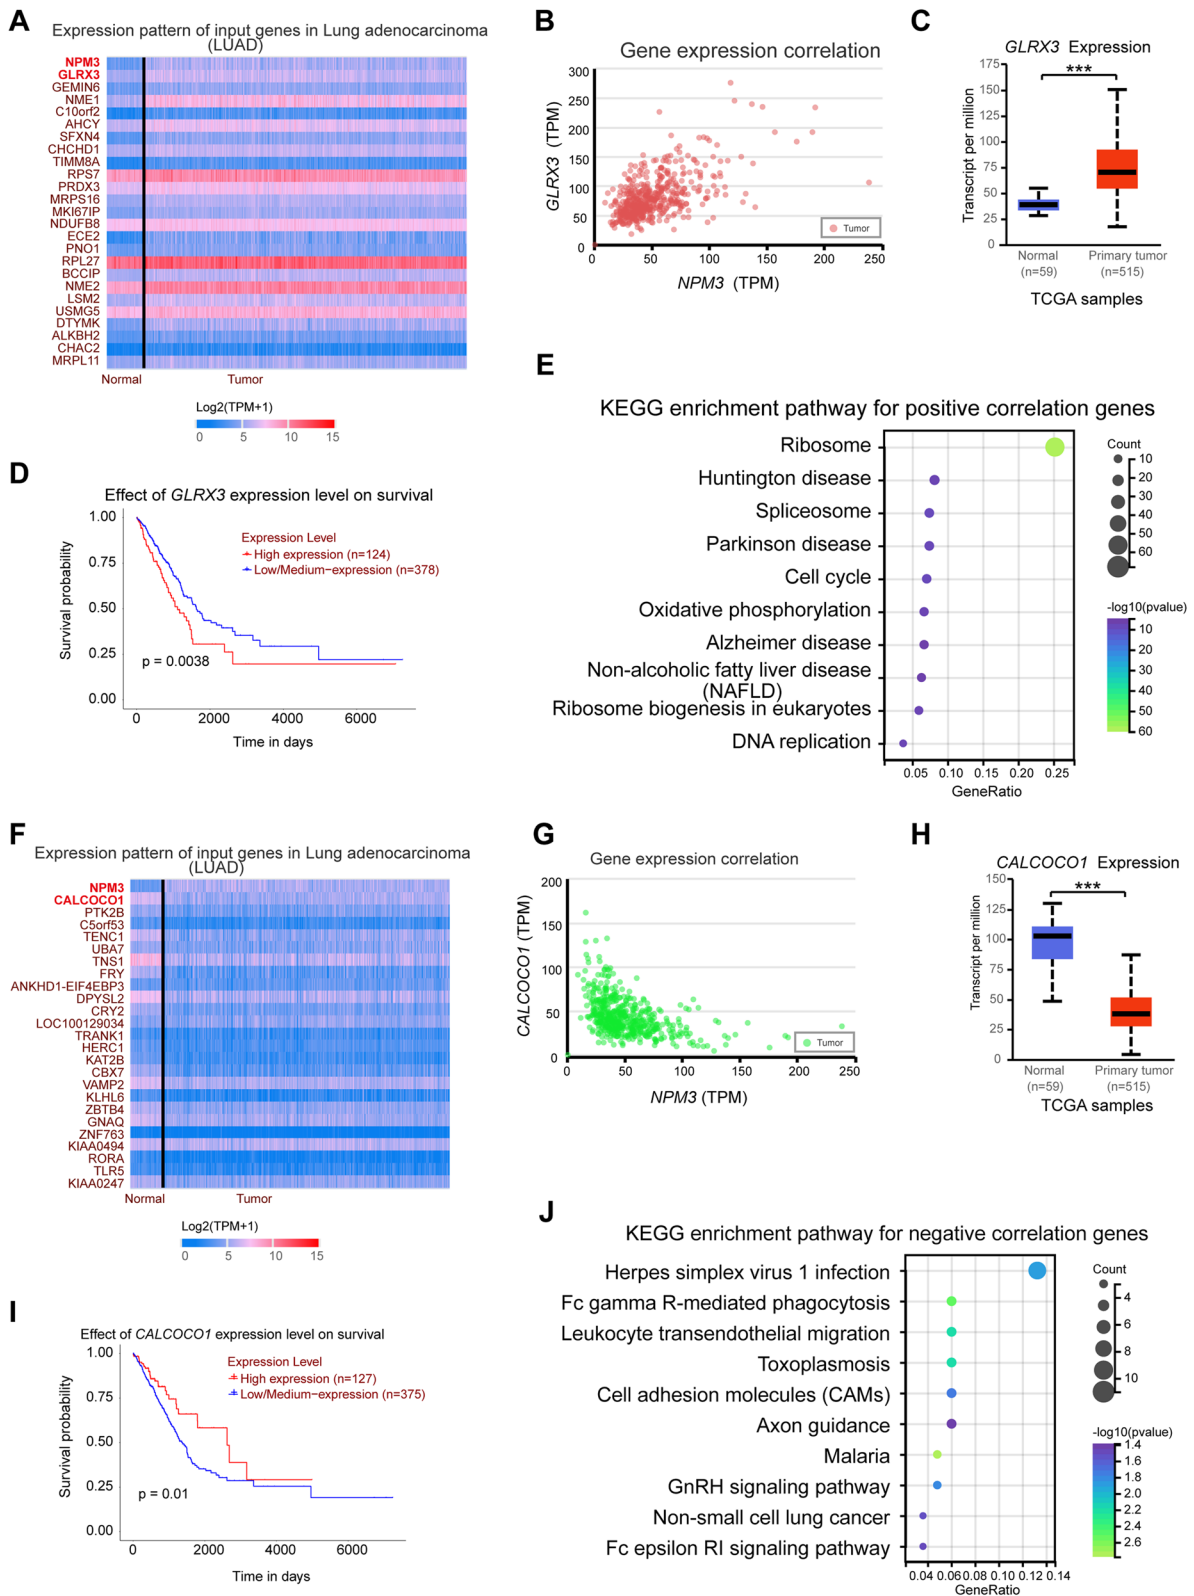 A
Expression pattern of input genes in Lung adenocarcinoma
(LUAD)
NPM3
GLRX3
GEMIN6
NME1
C10orf2
AHCY
SFXN4
CHCHD1
TIMM8A
RPS7
PRDX3
MRPS16
MKI67IP
NDUFB8
ECE2
PNO1
RPL27
BCCIP
NME2
LSM2
USMG5
DTYMK
ALKBH2
CHAC2
MRPL11
Normal Tumor
Log2(TPM+1)
0 5 10 15
B
Gene expression correlation
GLRX3 (TPM)
300
250
200
150
100
50
0
Tumor
0 50 100 150 200 250
NPM3 (TPM)
C
GLRX3 Expression
***
Transcript per million
175
150
125
100
75
50
25
0
Normal
(n=59)
Primary tumor
(n=515)
TCGA samples
D
Effect of GLRX3 expression level on survival
Survival probability
1.00
0.75
0.50
0.25
0.00
Expression Level
High expression (n=124)
Low/Medium-expression (n=378)
p = 0.0038
0 2000 4000 6000
Time in days
E
KEGG enrichment pathway for positive correlation genes
Ribosome
Huntington disease
Spliceosome
Parkinson disease
Cell cycle
Oxidative phosphorylation
Alzheimer disease
Non-alcoholic fatty liver disease
(NAFLD)
Ribosome biogenesis in eukaryotes
DNA replication
0.05 0.10 0.15 0.20 0.25
GeneRatio
Count
10
20
30
40
50
60
60
-log10(pvalue)
10
20
30
40
50
60
F
Expression pattern of input genes in Lung adenocarcinoma
(LUAD)
NPM3
CALCOCO1
PTK2B
C5orf53
TENC1
UBA7
TNS1
FRY
ANKHD1-EIF4EBP3
DPYSL2
CRY2
LOC100129034
TRANK1
HERC1
KAT2B
CBX7
VAMP2
KLHL6
ZBTB4
GNAQ
ZNF763
KIAA0494
RORA
TLR5
KIAA0247
Normal Tumor
Log2(TPM+1)
0 5 10 15
G
Gene expression correlation
CALCOCO1 (TPM)
200
150
100
50
0
Tumor
0 50 100 150 200 250
NPM3 (TPM)
H
CALCOCO1 Expression
***
Transcript per million
150
125
100
75
50
25
0
Normal
(n=59)
Primary tumor
(n=515)
TCGA samples
I
Effect of CALCOCO1 expression level on survival
Survival probability
1.00
0.75
0.50
0.25
0.00
Expression Level
High expression (n=127)
Low/Medium-expression (n=375)
p = 0.01
0 2000 4000 6000
Time in days
J
KEGG enrichment pathway for negative correlation genes
Herpes simplex virus 1 infection
Fc gamma R-mediated phagocytosis
Leukocyte transendothelial migration
Toxoplasmosis
Cell adhesion molecules (CAMs)
Axon guidance
Malaria
GnRH signaling pathway
Non-small cell lung cancer
Fc epsilon RI signaling pathway
0.04 0.06 0.08 0.10 0.12 0.14
GeneRatio
Count
4
6
8
10
-log10(pvalue)
1.4
1.6
1.8
2.0
2.2
2.4
2.6